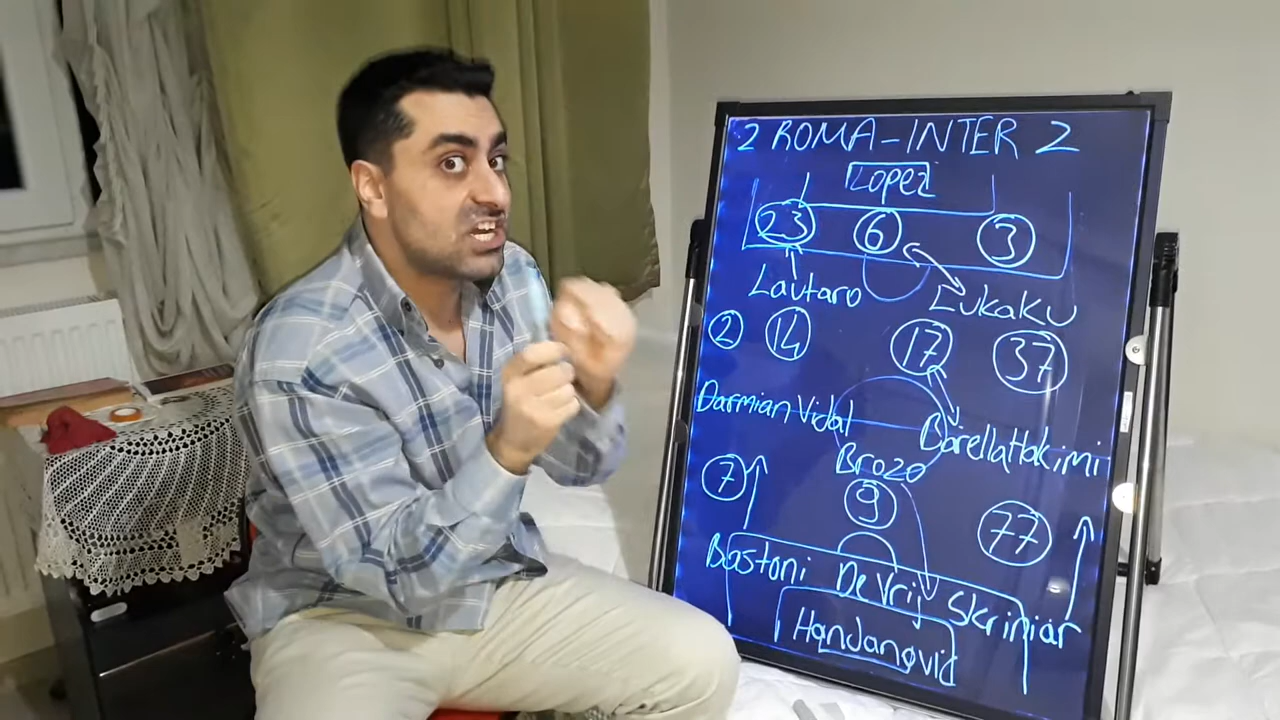 2 ROMA-INTER 2
Lopez
23 6 3
Lautaro Lukaku
2 14 17 37
Darmian Vidal Barella Hakimi
Brozo
7 9 77
Bastoni De Vrij Skriniar
Handanovid